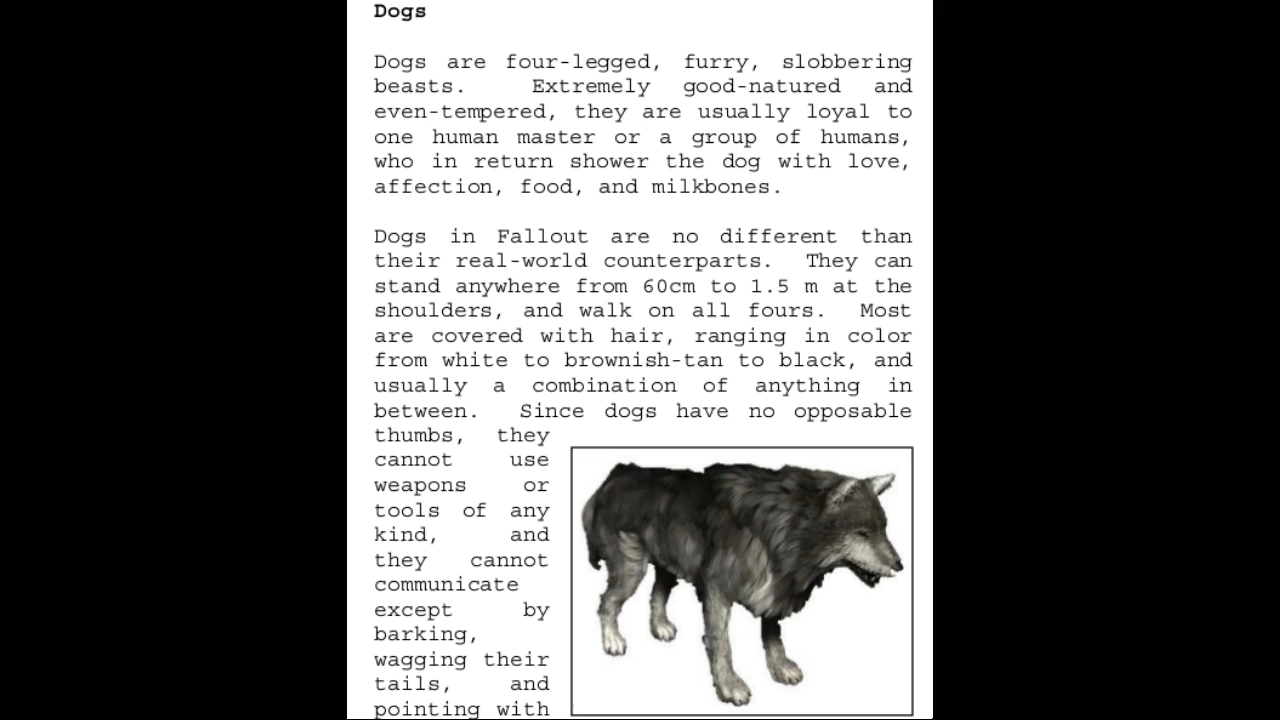 Dogs
Dogs are four-legged, furry, slobbering
beasts. Extremely good-natured and
even-tempered, they are usually loyal to
one human master or a group of humans,
who in return shower the dog with love,
affection, food, and milkbones.
Dogs in Fallout are no different than
their real-world counterparts. They can
stand anywhere from 60cm to 1.5 m at the
shoulders, and walk on all fours. Most
are covered with hair, ranging in color
from white to brownish-tan to black, and
usually a combination of anything in
between. Since dogs have no opposable
thumbs, they
cannot use
weapons or
tools of any
kind, and
they cannot
communicate
except by
barking,
wagging their
tails, and
pointing with